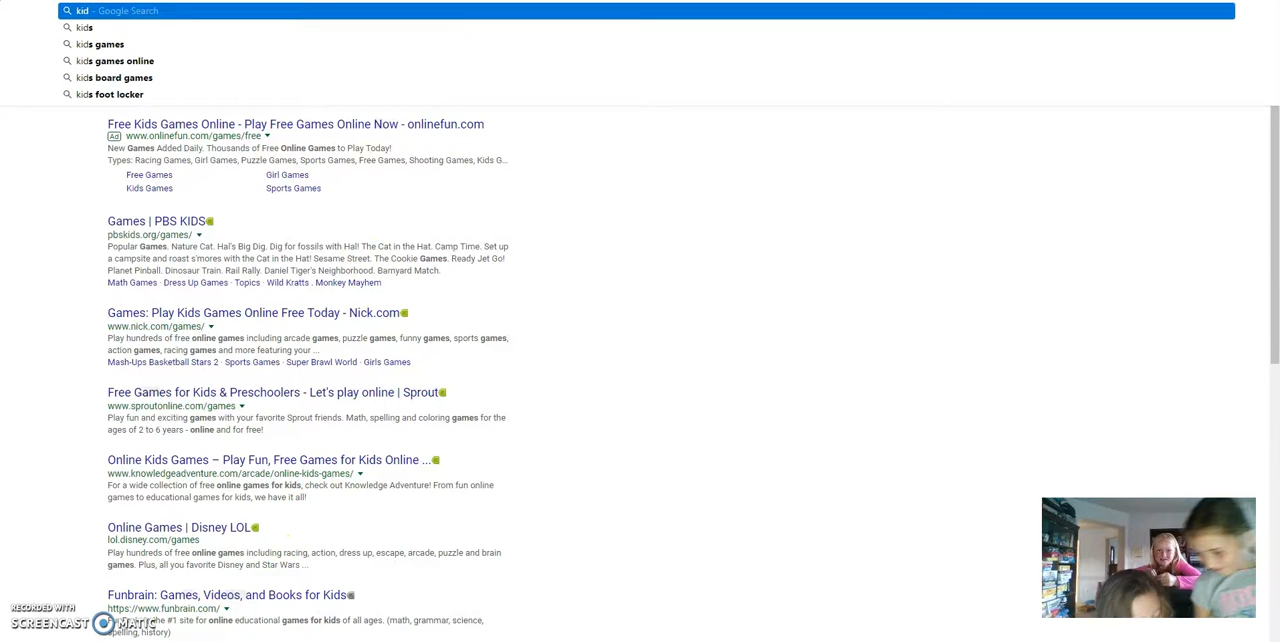 kid – Google Search
kids
kids games
kids games online
kids board games
kids foot locker
Free Kids Games Online - Play Free Games Online Now - onlinefun.com
Ad www.onlinefun.com/games/free
New Games Added Daily. Thousands of Free Online Games to Play Today!
Types: Racing Games, Girl Games, Puzzle Games, Sports Games, Free Games, Shooting Games, Kids G...
Free Games Girl Games
Kids Games Sports Games
Games | PBS KIDS
pbskids.org/games/
Popular Games. Nature Cat. Hal's Big Dig. Dig for fossils with Hal! The Cat in the Hat. Camp Time. Set up
a campsite and roast s'mores with the Cat in the Hat! Sesame Street. The Cookie Games. Ready Jet Go!
Planet Pinball. Dinosaur Train. Rail Rally. Daniel Tiger's Neighborhood. Barnyard Match.
Math Games · Dress Up Games · Topics · Wild Kratts . Monkey Mayhem
Games: Play Kids Games Online Free Today - Nick.com
www.nick.com/games/
Play hundreds of free online games including arcade games, puzzle games, funny games, sports games,
action games, racing games and more featuring your ...
Mash-Ups Basketball Stars 2 · Sports Games · Super Brawl World · Girls Games
Free Games for Kids & Preschoolers - Let's play online | Sprout
www.sproutonline.com/games
Play fun and exciting games with your favorite Sprout friends. Math, spelling and coloring games for the
ages of 2 to 6 years - online and for free!
Online Kids Games – Play Fun, Free Games for Kids Online ...
www.knowledgeadventure.com/arcade/online-kids-games/
For a wide collection of free online games for kids, check out Knowledge Adventure! From fun online
games to educational games for kids, we have it all!
Online Games | Disney LOL
lol.disney.com/games
Play hundreds of free online games including racing, action, dress up, escape, arcade, puzzle and brain
games. Plus, all you favorite Disney and Star Wars ...
Funbrain: Games, Videos, and Books for Kids
https://www.funbrain.com/
the #1 site for online educational games for kids of all ages. (math, grammar, science,
spelling, history)
RECORDED WITH
SCREENCAST MATIC